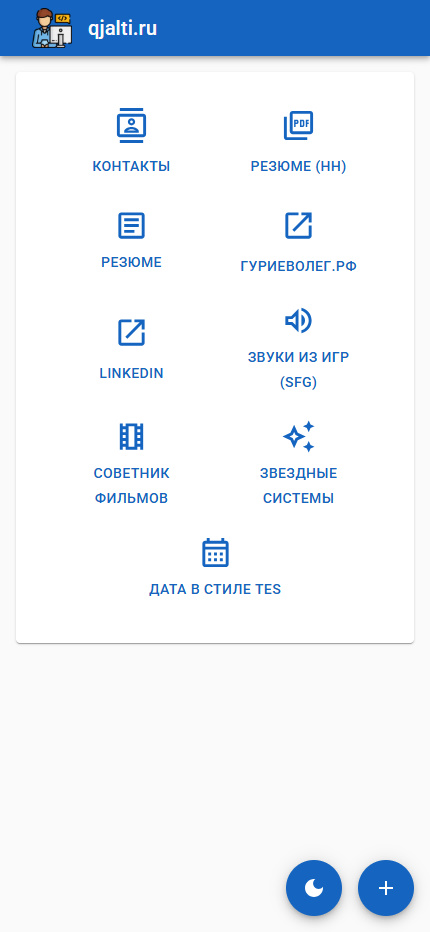 qjalti.ru
КОНТАКТЫ
РЕЗЮМЕ (HH)
РЕЗЮМЕ
ГУРИЕВОЛЕГ.РФ
LINKEDIN
ЗВУКИ ИЗ ИГР
(SFG)
СОВЕТНИК
ФИЛЬМОВ
ЗВЕЗДНЫЕ
СИСТЕМЫ
ДАТА В СТИЛЕ TES